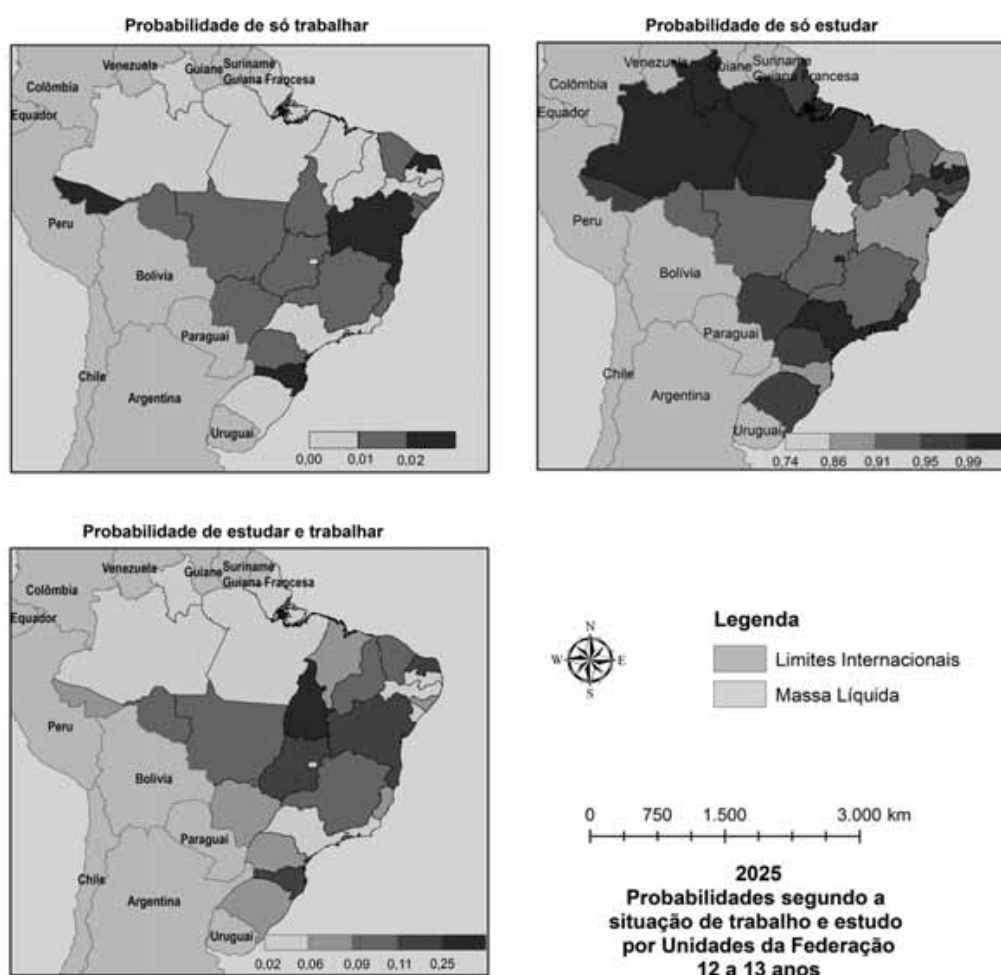 Probabilidade de só trabalhar
Venezuela
Guiane
Suriname
Guiana Francesa
Colômbia
Equador
Peru
Bolívia
Paraguai
Chile
Argentina
Uruguai
0,00 0,01 0,02
Probabilidade de só estudar
Venezuela
Guiane
Suriname
Guiana Francesa
Colômbia
Equador
Peru
Bolívia
Paraguai
Chile
Argentina
Uruguai
0,74 0,86 0,91 0,95 0,99
Probabilidade de estudar e trabalhar
Venezuela
Guiane
Suriname
Guiana Francesa
Colômbia
Equador
Peru
Bolívia
Paraguai
Chile
Argentina
Uruguai
0,02 0,06 0,09 0,11 0,25
N
W E
S
Legenda
Limites Internacionais
Massa Líquida
0 750 1.500 3.000 km
2025
Probabilidades segundo a
situação de trabalho e estudo
por Unidades da Federação
12 a 13 anos